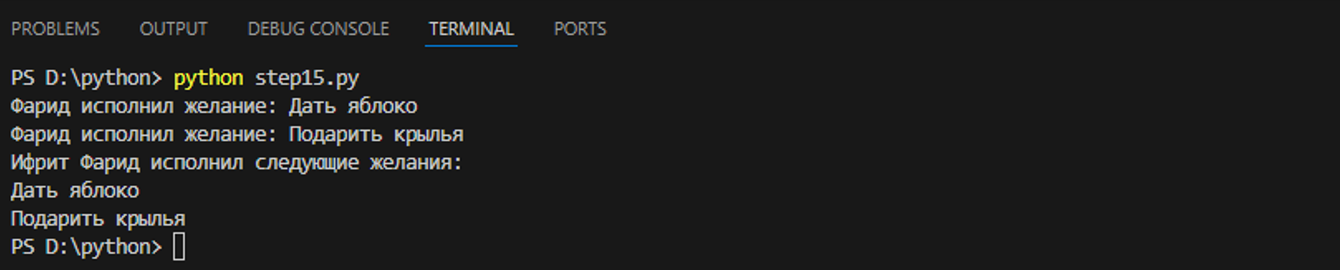 PROBLEMS OUTPUT DEBUG CONSOLE TERMINAL PORTS
PS D:\python> python step15.py
Фарид исполнил желание: Дать яблоко
Фарид исполнил желание: Подарить крылья
Ифрит Фарид исполнил следующие желания:
Дать яблоко
Подарить крылья
PS D:\python>